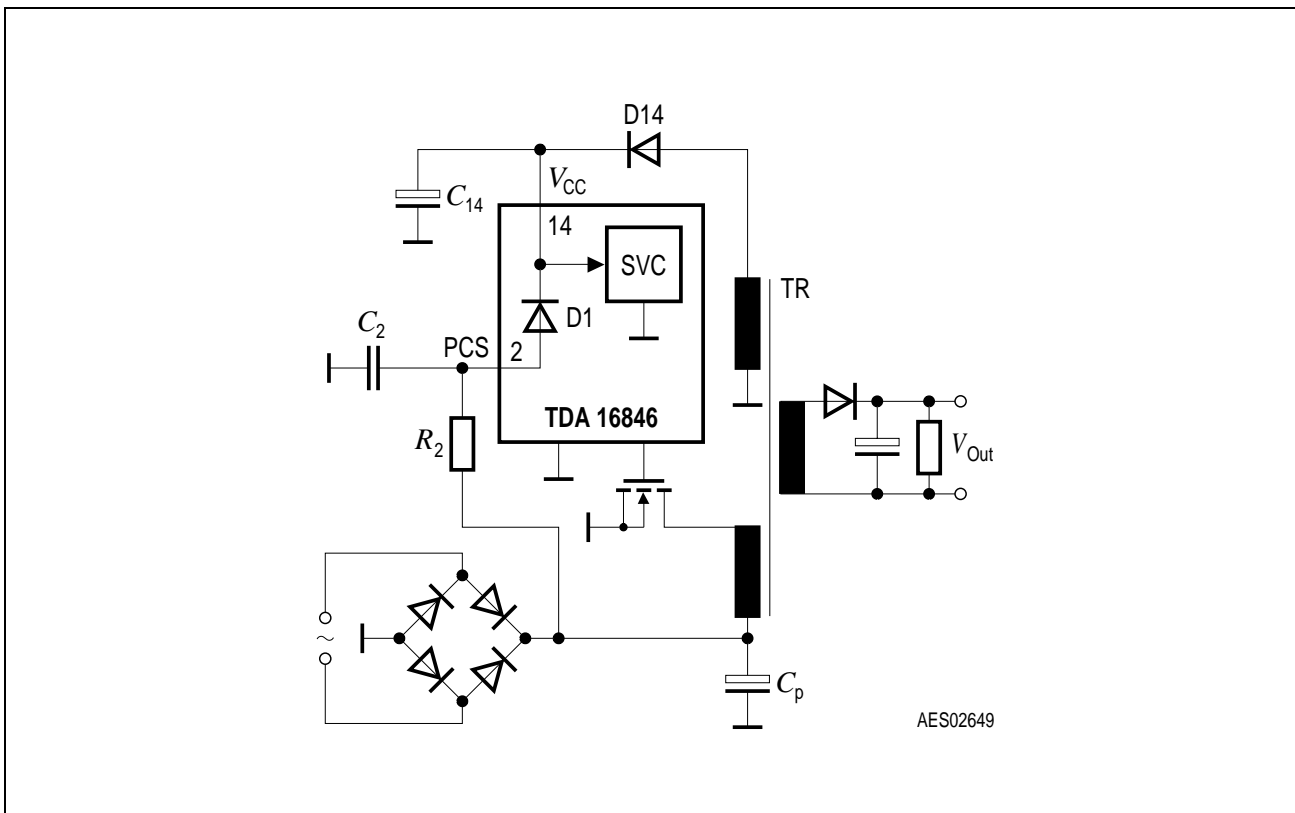 D14
V_CC
C_14
14
SVC
TR
D1
C_2
PCS
2
TDA 16846
R_2
V_Out
~
C_p
AES02649